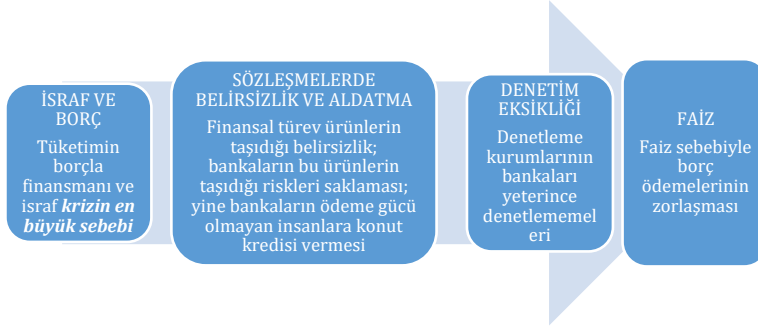 İSRAF VE
BORÇ
Tüketimin
borçla
finansmanı ve
israf krizin en
büyük sebebi
SÖZLEŞMELERDE
BELİRSİZLİK VE ALDATMA
Finansal türev ürünlerin
taşıdığı belirsizlik;
bankaların bu ürünlerin
taşıdığı riskleri saklaması;
yine bankaların ödeme gücü
olmayan insanlara konut
kredisi vermesi
DENETİM
EKSİKLİĞİ
Denetleme
kurumlarının
bankaları
yeterince
denetlememel
eri
FAİZ
Faiz sebebiyle
borç
ödemelerinin
zorlaşması